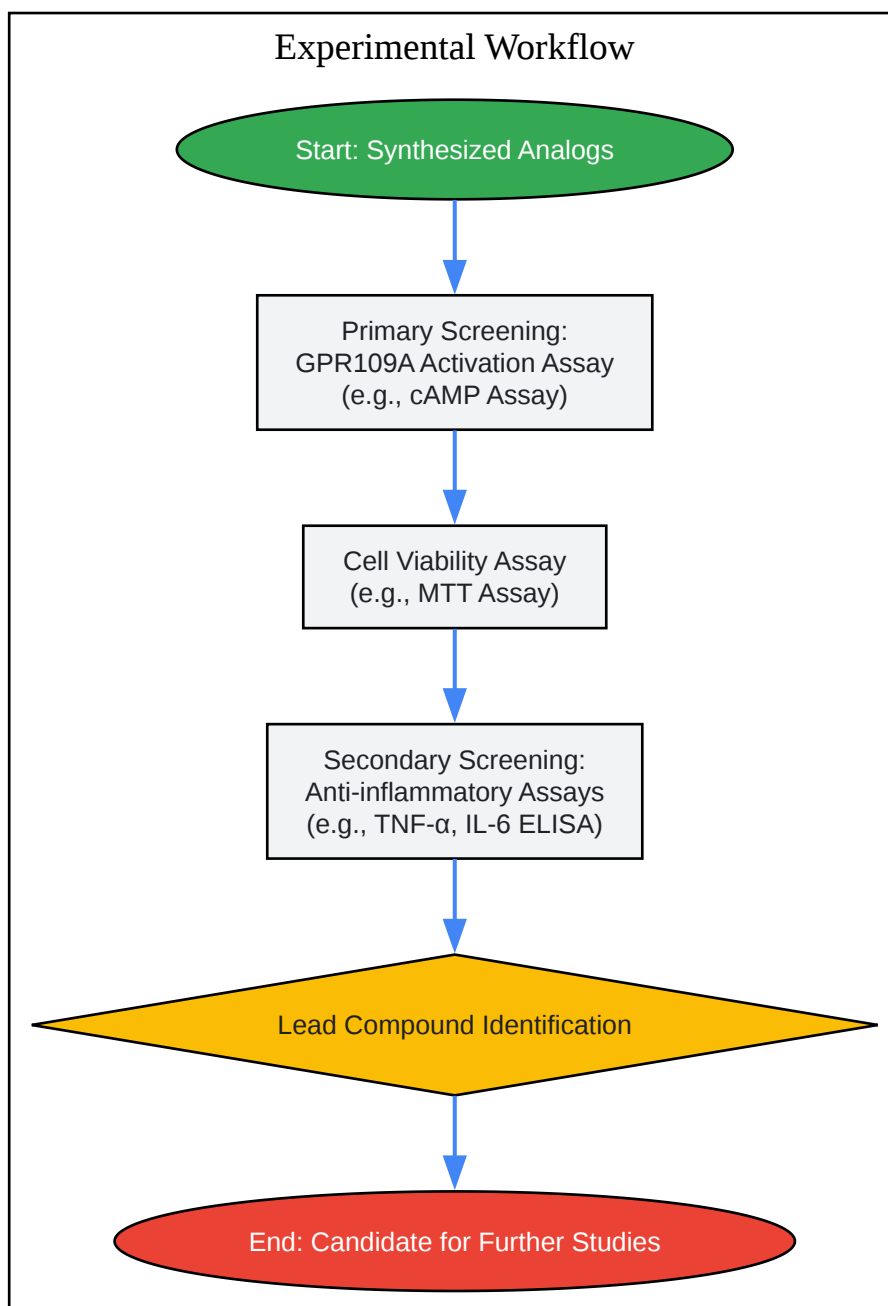 Experimental Workflow
Start: Synthesized Analogs
Primary Screening:
GPR109A Activation Assay
(e.g., cAMP Assay)
Cell Viability Assay
(e.g., MTT Assay)
Secondary Screening:
Anti-inflammatory Assays
(e.g., TNF-α, IL-6 ELISA)
Lead Compound Identification
End: Candidate for Further Studies